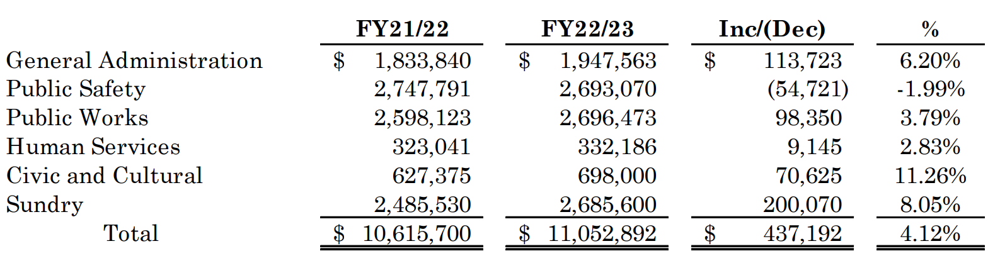 FY21/22 FY22/23 Inc/(Dec) %
General Administration $ 1,833,840 $ 1,947,563 $ 113,723 6.20%
Public Safety 2,747,791 2,693,070 (54,721) -1.99%
Public Works 2,598,123 2,696,473 98,350 3.79%
Human Services 323,041 332,186 9,145 2.83%
Civic and Cultural 627,375 698,000 70,625 11.26%
Sundry 2,485,530 2,685,600 200,070 8.05%
Total $ 10,615,700 $ 11,052,892 $ 437,192 4.12%